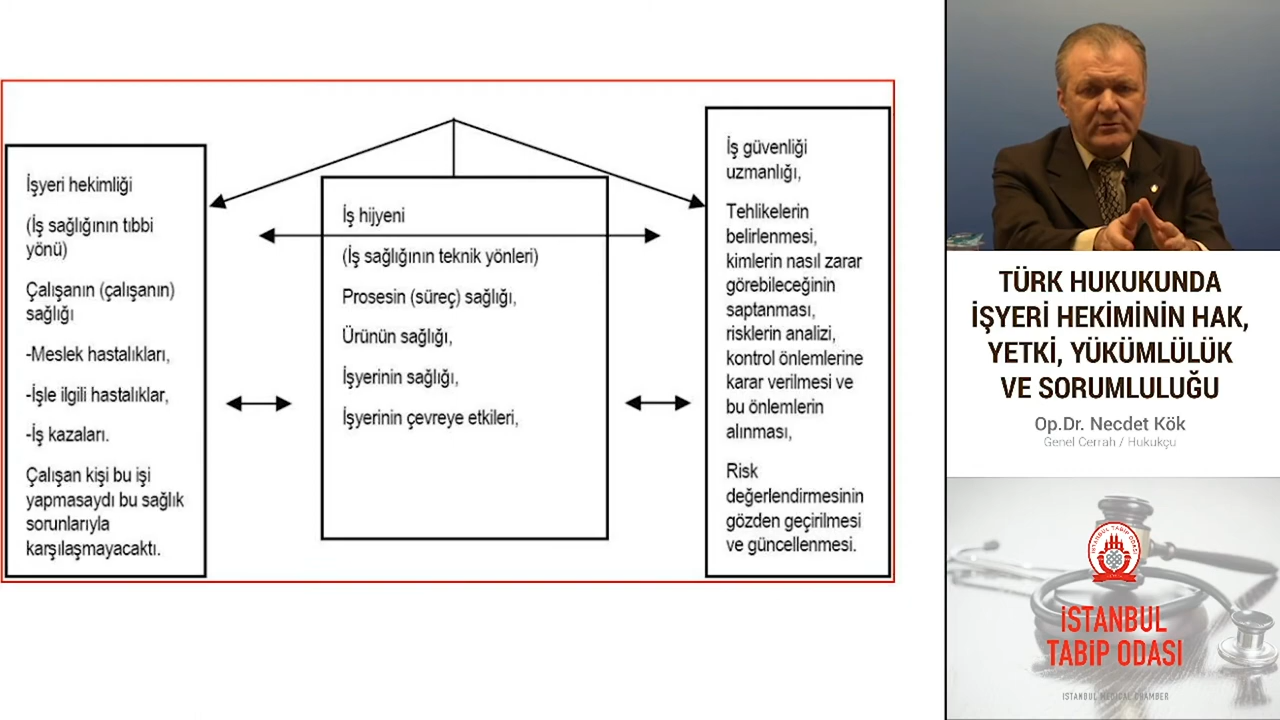 İşyeri hekimliği
(İş sağlığının tıbbi
yönü)
Çalışanın (çalışanın)
sağlığı
-Meslek hastalıkları,
-İşle ilgili hastalıklar,
-İş kazaları.
Çalışan kişi bu işi
yapmasaydı bu sağlık
sorunlarıyla
karşılaşmayacaktı.
İş hijyeni
(İş sağlığının teknik yönleri)
Prosesin (süreç) sağlığı,
Ürünün sağlığı,
İşyerinin sağlığı,
İşyerinin çevreye etkileri,
İş güvenliği
uzmanlığı,
Tehlikelerin
belirlenmesi,
kimlerin nasıl zarar
görebileceğinin
saptanması,
risklerin analizi,
kontrol önlemlerine
karar verilmesi ve
bu önlemlerin
alınması,
Risk
değerlendirmesinin
gözden geçirilmesi
ve güncellenmesi.
TÜRK HUKUKUNDA
İŞYERİ HEKİMİNİN HAK,
YETKİ, YÜKÜMLÜLÜK
VE SORUMLULUĞU
Op.Dr. Necdet Kök
Genel Cerrah / Hukukçu
İSTANBUL TABİP ODASI
İSTANBUL
TABİP ODASI
ISTANBUL MEDICAL CHAMBER